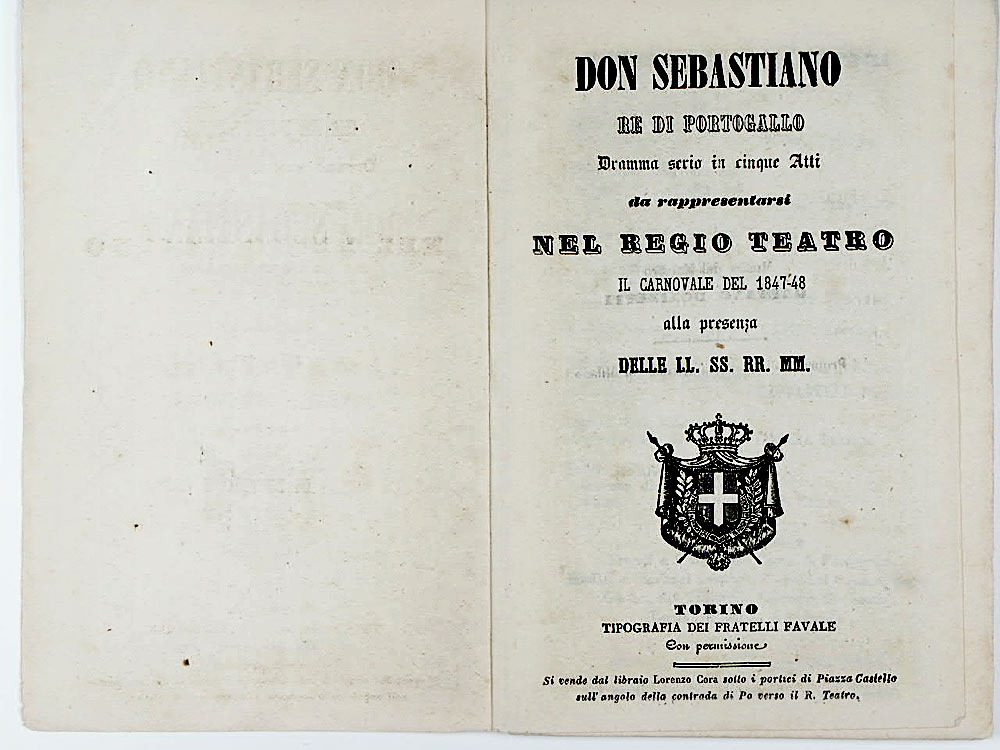 DON SEBASTIANO
RE DI PORTOGALLO
Dramma serio in cinque Atti
da rappresentarsi
NEL REGIO TEATRO
IL CARNOVALE DEL 1847-48
alla presenza
DELLE LL. SS. RR. MM.
TORINO
TIPOGRAFIA DEI FRATELLI FAVALE
Con permissione
Si vende dal libraio Lorenzo Cora sotto i portici di Piazza Castello
sull' angolo della contrada di Po verso il R. Teatro.